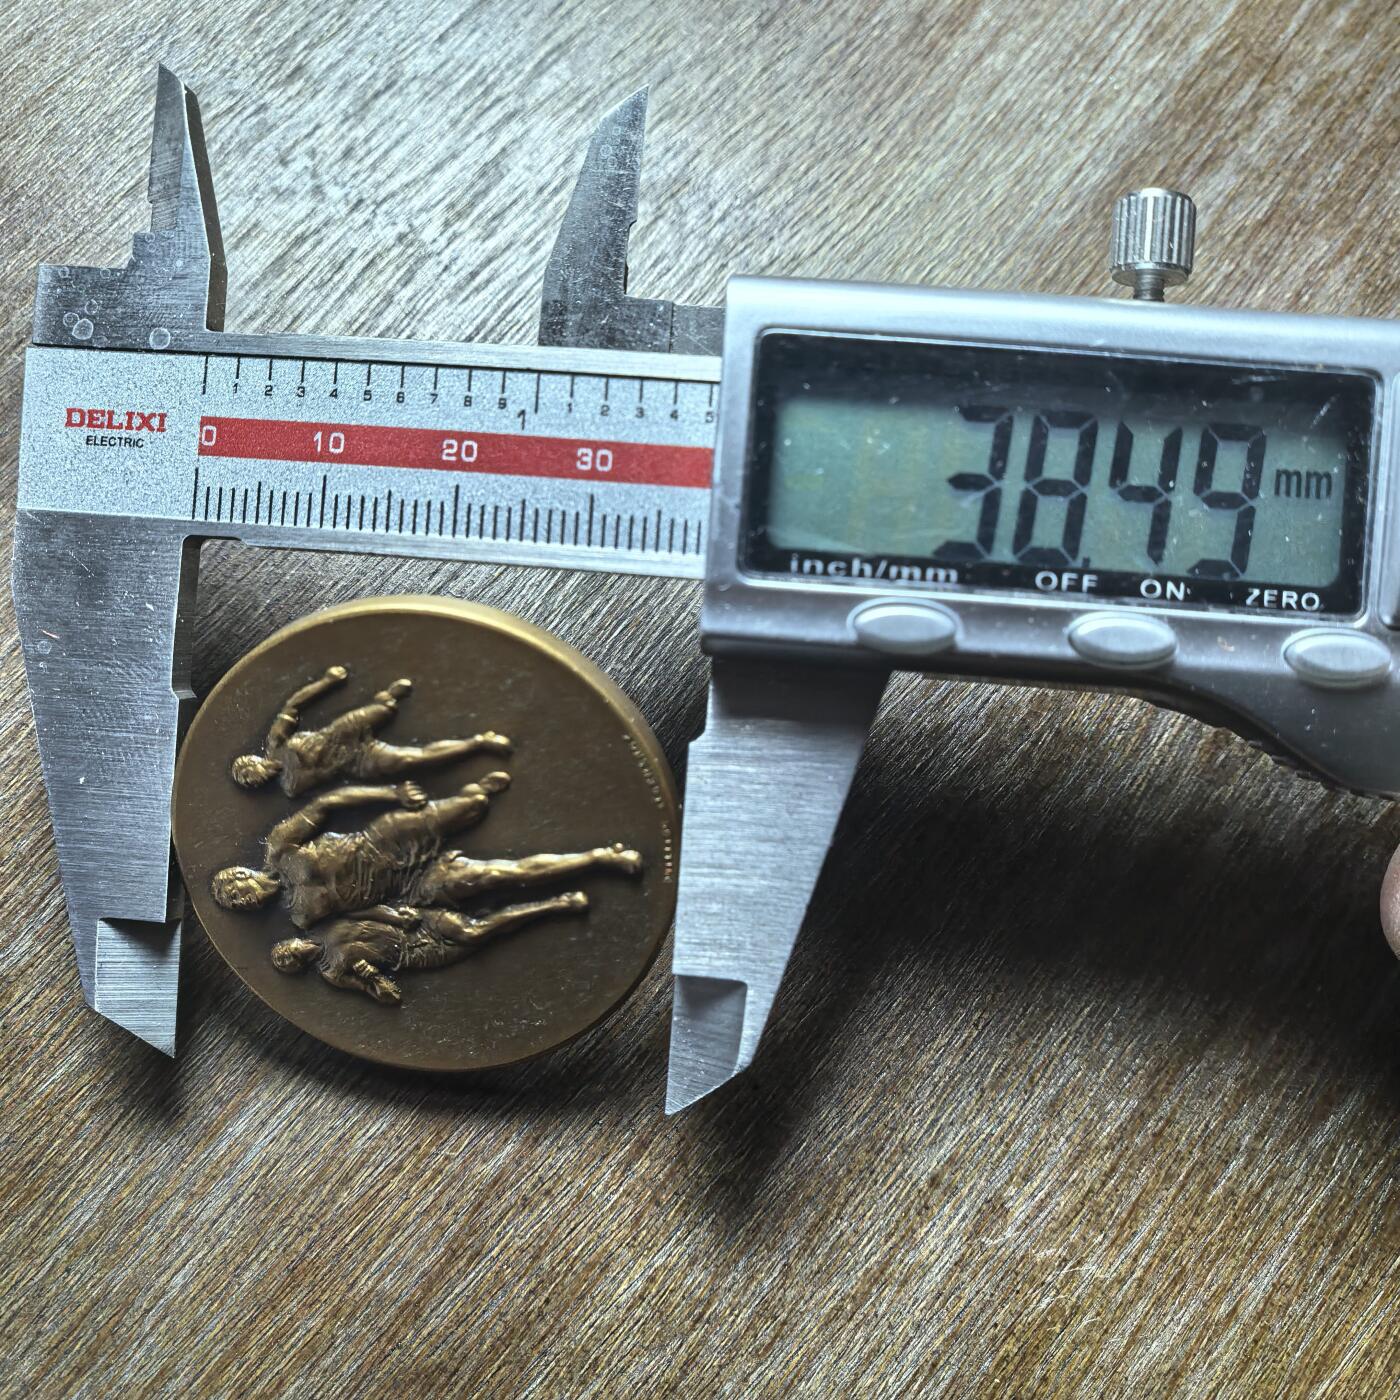 DELIXI
ELECTRIC
1 2 3 4 5 6 7 8 9 1 1 2 3 4 5
0 10 20 30
38.49 mm
inch/mm OFF ON ZERO